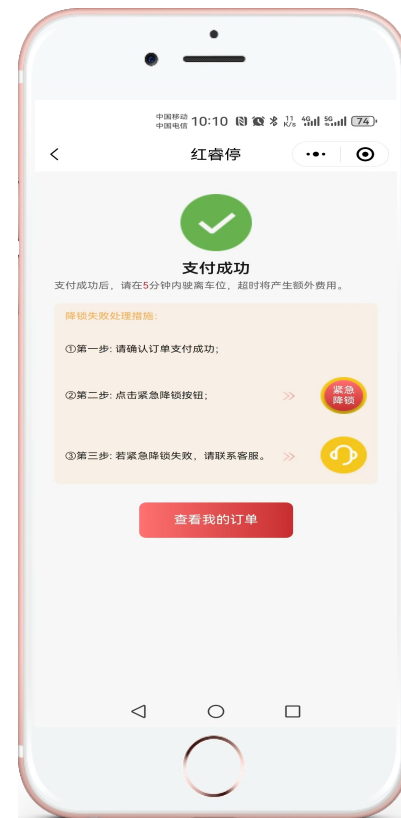 中国移动
中国电信 10:10 11 K/s 4G 5G 74
红睿停
支付成功
支付成功后，请在5分钟内驶离车位，超时将产生额外费用。
降锁失败处理措施:
①第一步: 请确认订单支付成功;
②第二步: 点击紧急降锁按钮;
紧急
降锁
③第三步: 若紧急降锁失败，请联系客服。
查看我的订单